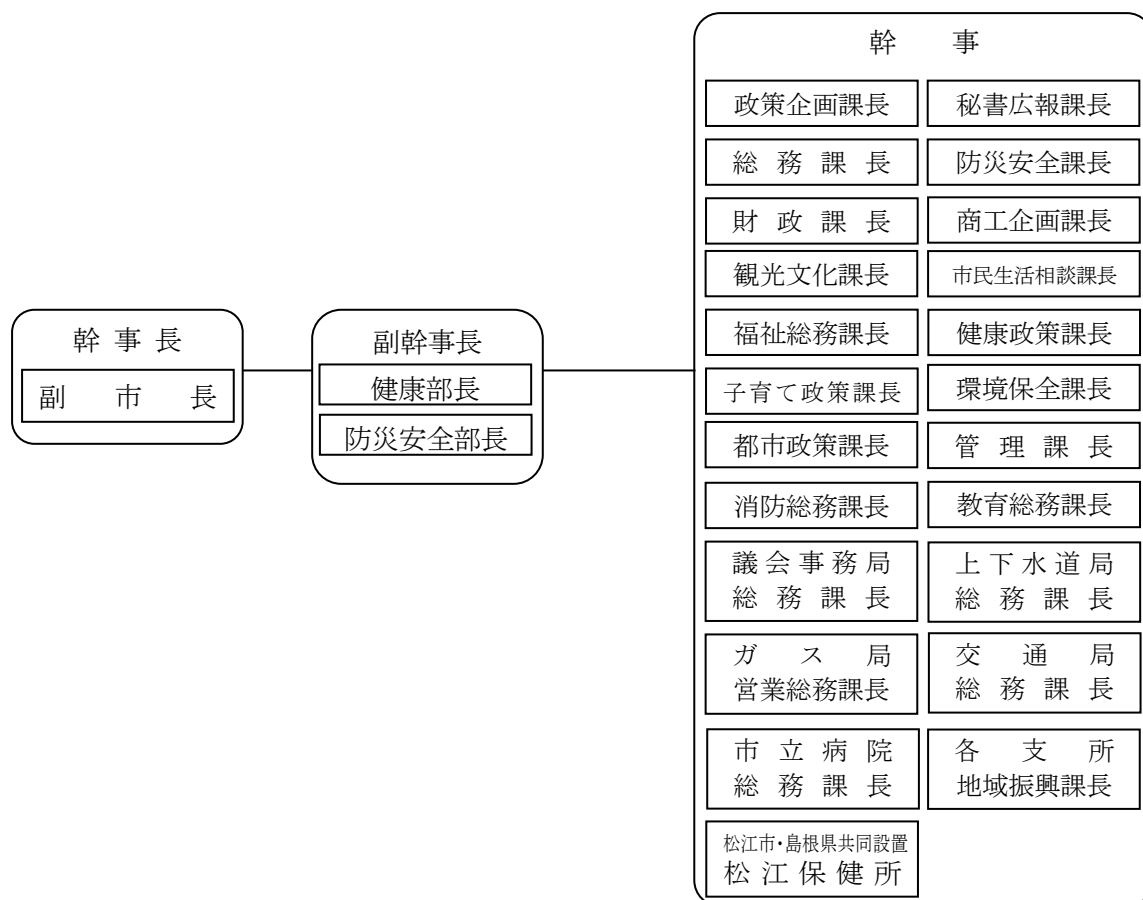 幹事長
副市長
副幹事長
健康部長
防災安全部長
幹事
政策企画課長
秘書広報課長
総務課長
防災安全課長
財政課長
商工企画課長
観光文化課長
市民生活相談課長
福祉総務課長
健康政策課長
子育て政策課長
環境保全課長
都市政策課長
管理課長
消防総務課長
教育総務課長
議会事務局
総務課長
上下水道局
総務課長
ガス局
営業総務課長
交通局
総務課長
市立病院
総務課長
各支所
地域振興課長
松江市・島根県共同設置
松江保健所